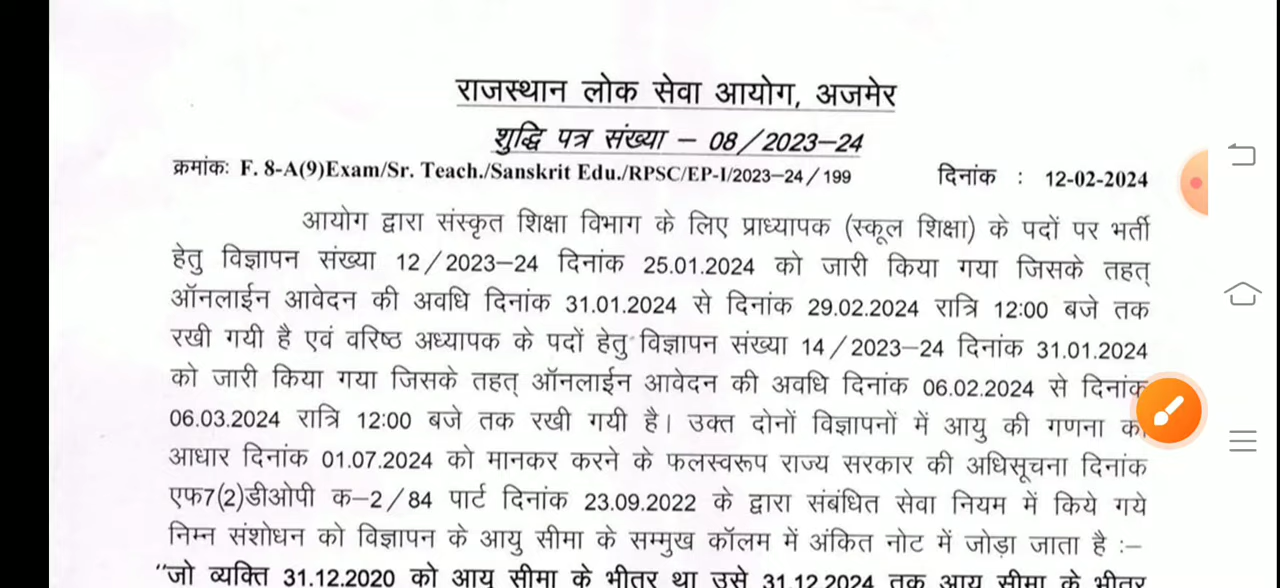 राजस्थान लोक सेवा आयोग, अजमेर
शुद्धि पत्र संख्या – 08/2023–24
क्रमांक: F. 8-A(9)Exam/Sr. Teach./Sanskrit Edu./RPSC/EP-I/2023–24/199 दिनांक : 12-02-2024
आयोग द्वारा संस्कृत शिक्षा विभाग के लिए प्राध्यापक (स्कूल शिक्षा) के पदों पर भर्ती
हेतु विज्ञापन संख्या 12/2023–24 दिनांक 25.01.2024 को जारी किया गया जिसके तहत्
ऑनलाईन आवेदन की अवधि दिनांक 31.01.2024 से दिनांक 29.02.2024 रात्रि 12:00 बजे तक
रखी गयी है एवं वरिष्ठ अध्यापक के पदों हेतु विज्ञापन संख्या 14/2023–24 दिनांक 31.01.2024
को जारी किया गया जिसके तहत् ऑनलाईन आवेदन की अवधि दिनांक 06.02.2024 से दिनांक
06.03.2024 रात्रि 12:00 बजे तक रखी गयी है। उक्त दोनों विज्ञापनों में आयु की गणना का
आधार दिनांक 01.07.2024 को मानकर करने के फलस्वरूप राज्य सरकार की अधिसूचना दिनांक
एफ7(2)डीओपी क–2/84 पार्ट दिनांक 23.09.2022 के द्वारा संबंधित सेवा नियम में किये गये
निम्न संशोधन को विज्ञापन के आयु सीमा के सम्मुख कॉलम में अंकित नोट में जोड़ा जाता है :–
“जो व्यक्ति 31.12.2020 को आयु सीमा के भीतर था उसे 31.12.2024 तक आयु सीमा के भीतर